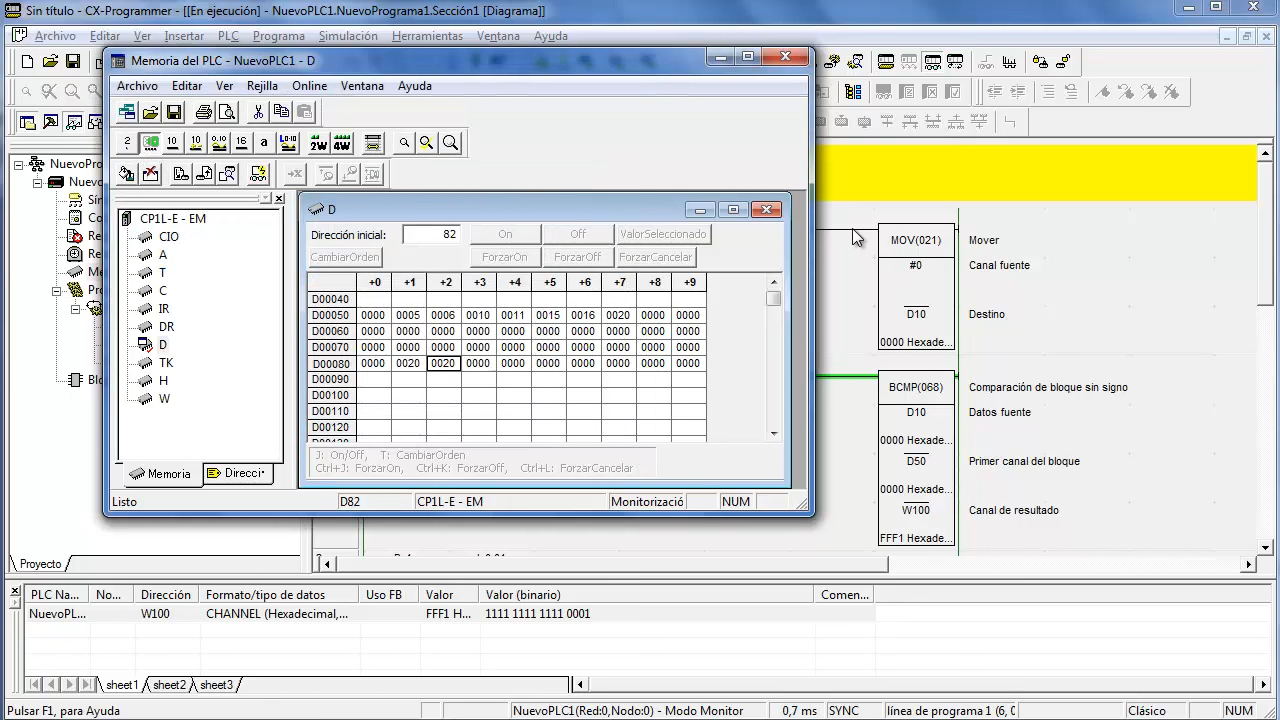 Sin título - CX-Programmer - [[En ejecución] - NuevoPLC1.NuevoPrograma1.Sección1 [Diagrama]]
Archivo Editar Ver Insertar PLC Programa Simulación Herramientas Ventana Ayuda
Memoria del PLC - NuevoPLC1 - D
Archivo Editar Ver Rejilla Online Ventana Ayuda
NuevoPro
Nuevo
CP1L-E - EM
CIO
A
T
C
IR
DR
D
TK
H
W
Memoria
D
Dirección inicial: 82 On Off ValorSeleccionado
CambiarOrden ForzarOn ForzarOff ForzarCancelar
+0 +1 +2 +3 +4 +5 +6 +7 +8 +9
D00040
D00050 0000 0005 0006 0010 0011 0015 0016 0020 0000 0000
D00060 0000 0000 0000 0000 0000 0000 0000 0000 0000 0000
D00070 0000 0000 0000 0000 0000 0000 0000 0000 0000 0000
D00080 0000 0020 0020 0000 0000 0000 0000 0000 0000 0000
D00090
D00100
D00110
D00120
J: On/Off, T: CambiarOrden
Ctrl+J: ForzarOn, Ctrl+K: ForzarOff, Ctrl+L: ForzarCancelar
Listo D82 CP1L-E - EM Monitorizació NUM
MOV(021) Mover
#0 Canal fuente
D10 Destino
0000 Hexade...
BCMP(068) Comparación de bloque sin signo
D10 Datos fuente
0000 Hexade...
D50 Primer canal del bloque
0000 Hexade...
W100 Canal de resultado
FFF1 Hexade...
Proyecto
PLC Na... No... Dirección Formato/tipo de datos Uso FB Valor Valor (binario) Comen...
NuevoPL... W100 CHANNEL (Hexadecimal,... FFF1 H... 1111 1111 1111 0001
sheet1 sheet2 sheet3
Pulsar F1, para Ayuda NuevoPLC1(Red:0,Nodo:0) - Modo Monitor 0,7 ms SYNC línea de programa 1 (6, 0 Clásico NUM